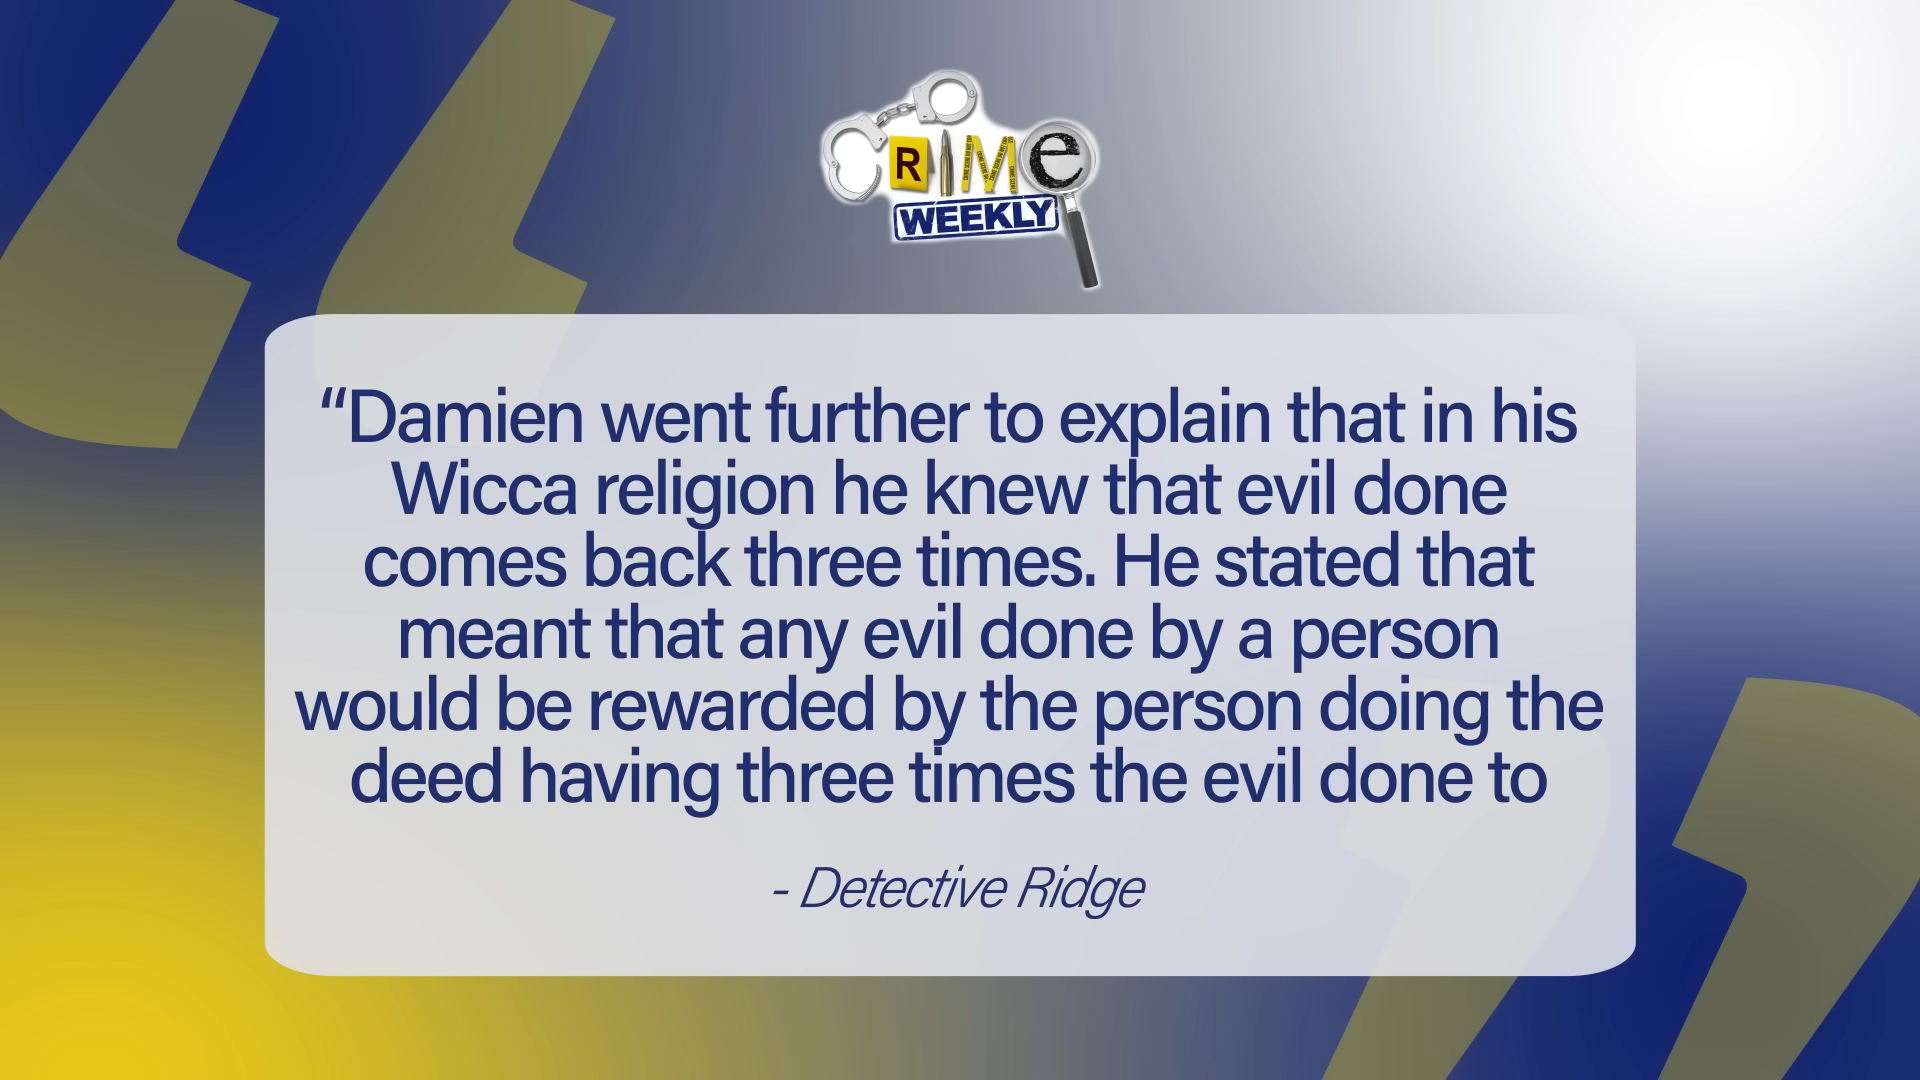 CRIMe
WEEKLY
“Damien went further to explain that in his
Wicca religion he knew that evil done
comes back three times. He stated that
meant that any evil done by a person
would be rewarded by the person doing the
deed having three times the evil done to
- Detective Ridge